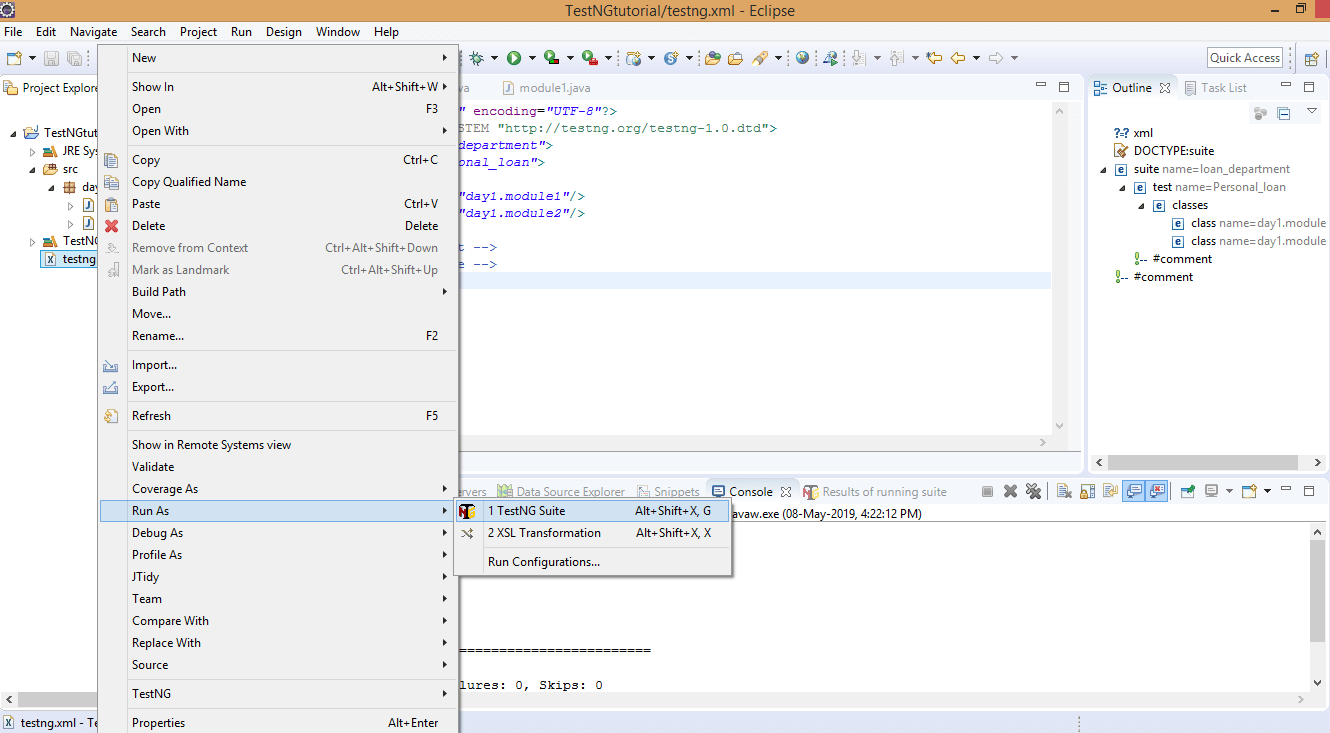 TestNGtutorial/testng.xml - Eclipse
File Edit Navigate Search Project Run Design Window Help
Quick Access
Project Explore
TestNGtut
JRE Sys
src
day
J
J
TestNG
testng
New
Show In Alt+Shift+W
Open F3
Open With
Copy Ctrl+C
Copy Qualified Name
Paste Ctrl+V
Delete Delete
Remove from Context Ctrl+Alt+Shift+Down
Mark as Landmark Ctrl+Alt+Shift+Up
Build Path
Move...
Rename... F2
Import...
Export...
Refresh F5
Show in Remote Systems view
Validate
Coverage As
Run As
Debug As
Profile As
JTidy
Team
Compare With
Replace With
Source
TestNG
Properties Alt+Enter
1 TestNG Suite Alt+Shift+X, G
2 XSL Transformation Alt+Shift+X, X
Run Configurations...
va module1.java
" encoding="UTF-8"?>
STEM "http://testng.org/testng-1.0.dtd">
department">
onal_loan">
"day1.module1"/>
"day1.module2"/>
t -->
e -->
Outline Task List
xml
DOCTYPE:suite
suite name=loan_department
test name=Personal_loan
classes
class name=day1.module
class name=day1.module
#comment
#comment
ervers Data Source Explorer Snippets Console Results of running suite
avaw.exe (08-May-2019, 4:22:12 PM)
========================
lures: 0, Skips: 0
testng.xml - Te